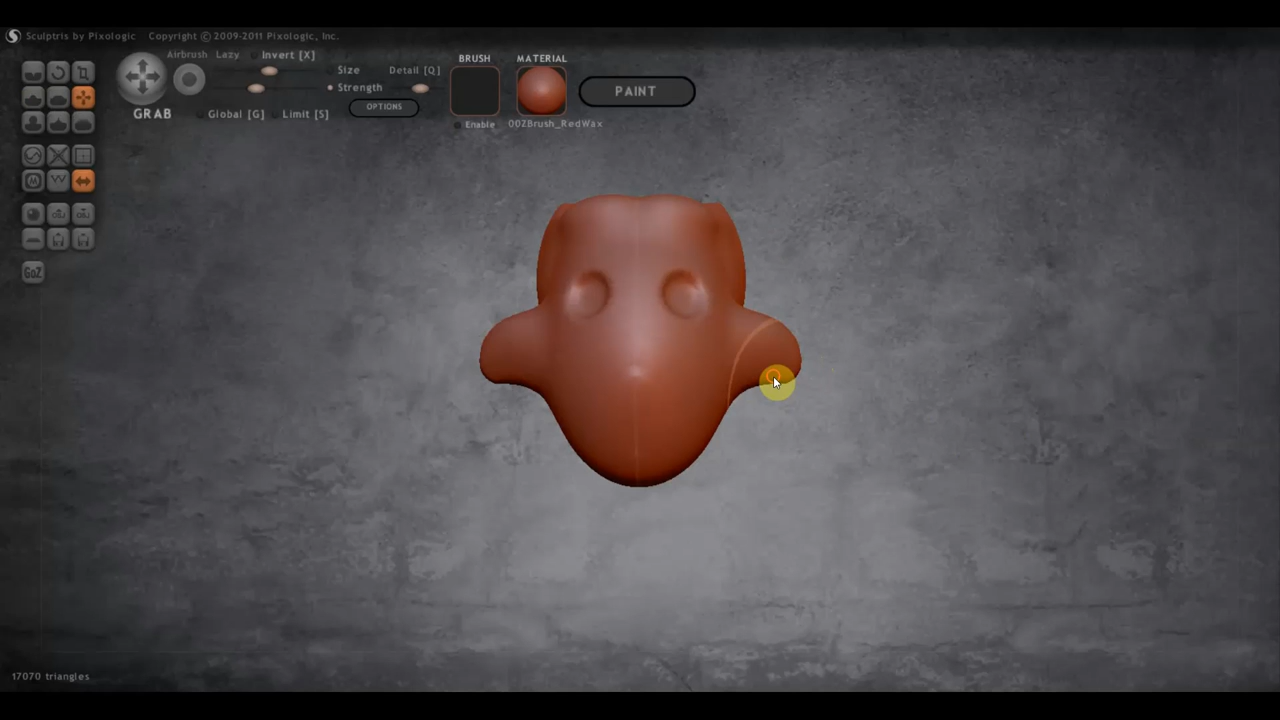 Sculptris by Pixologic Copyright © 2009-2011 Pixologic, Inc.
Airbrush Lazy Invert [X]
Size Detail [Q]
Strength
OPTIONS
GRAB
Global [G] Limit [S]
BRUSH
Enable
MATERIAL
00ZBrush_RedWax
PAINT
GoZ
17070 triangles